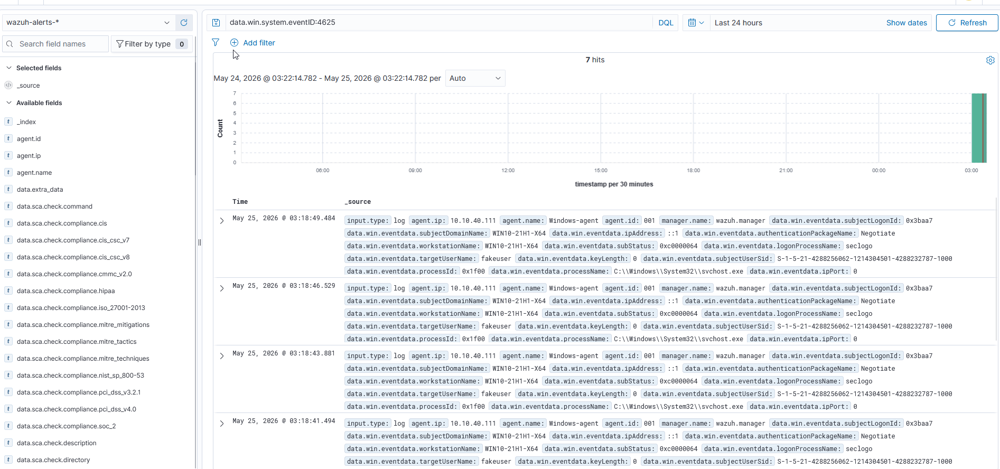 wazuh-alerts-*
data.win.system.eventID:4625
DQL
Last 24 hours
Show dates
Refresh
Search field names
Filter by type 0
Add filter
Selected fields
_source
Available fields
_index
agent.id
agent.ip
agent.name
data.extra_data
data.sca.check.command
data.sca.check.compliance.cis
data.sca.check.compliance.cis_csc_v7
data.sca.check.compliance.cis_csc_v8
data.sca.check.compliance.cmmc_v2.0
data.sca.check.compliance.hipaa
data.sca.check.compliance.iso_27001-2013
data.sca.check.compliance.mitre_mitigations
data.sca.check.compliance.mitre_tactics
data.sca.check.compliance.mitre_techniques
data.sca.check.compliance.nist_sp_800-53
data.sca.check.compliance.pci_dss_v3.2.1
data.sca.check.compliance.pci_dss_v4.0
data.sca.check.compliance.soc_2
data.sca.check.description
data.sca.check.directory
7 hits
May 24, 2026 @ 03:22:14.782 - May 25, 2026 @ 03:22:14.782 per Auto
Count
7
6
5
4
3
2
1
0
06:00 09:00 12:00 15:00 18:00 21:00 00:00 03:00
timestamp per 30 minutes
Time _source
May 25, 2026 @ 03:18:49.484 input.type: log agent.ip: 10.10.40.111 agent.name: Windows-agent agent.id: 001 manager.name: wazuh.manager data.win.eventdata.subjectLogonId: 0x3baa7
data.win.eventdata.subjectDomainName: WIN10-21H1-X64 data.win.eventdata.ipAddress: ::1 data.win.eventdata.authenticationPackageName: Negotiate
data.win.eventdata.workstationName: WIN10-21H1-X64 data.win.eventdata.subStatus: 0xc0000064 data.win.eventdata.logonProcessName: seclogo
data.win.eventdata.targetUserName: fakeuser data.win.eventdata.keyLength: 0 data.win.eventdata.subjectUserSid: S-1-5-21-4288256062-1214304501-4288232787-1000
data.win.eventdata.processId: 0x1f00 data.win.eventdata.processName: C:\\Windows\\System32\\svchost.exe data.win.eventdata.ipPort: 0
May 25, 2026 @ 03:18:46.529 input.type: log agent.ip: 10.10.40.111 agent.name: Windows-agent agent.id: 001 manager.name: wazuh.manager data.win.eventdata.subjectLogonId: 0x3baa7
data.win.eventdata.subjectDomainName: WIN10-21H1-X64 data.win.eventdata.ipAddress: ::1 data.win.eventdata.authenticationPackageName: Negotiate
data.win.eventdata.workstationName: WIN10-21H1-X64 data.win.eventdata.subStatus: 0xc0000064 data.win.eventdata.logonProcessName: seclogo
data.win.eventdata.targetUserName: fakeuser data.win.eventdata.keyLength: 0 data.win.eventdata.subjectUserSid: S-1-5-21-4288256062-1214304501-4288232787-1000
data.win.eventdata.processId: 0x1f00 data.win.eventdata.processName: C:\\Windows\\System32\\svchost.exe data.win.eventdata.ipPort: 0
May 25, 2026 @ 03:18:43.881 input.type: log agent.ip: 10.10.40.111 agent.name: Windows-agent agent.id: 001 manager.name: wazuh.manager data.win.eventdata.subjectLogonId: 0x3baa7
data.win.eventdata.subjectDomainName: WIN10-21H1-X64 data.win.eventdata.ipAddress: ::1 data.win.eventdata.authenticationPackageName: Negotiate
data.win.eventdata.workstationName: WIN10-21H1-X64 data.win.eventdata.subStatus: 0xc0000064 data.win.eventdata.logonProcessName: seclogo
data.win.eventdata.targetUserName: fakeuser data.win.eventdata.keyLength: 0 data.win.eventdata.subjectUserSid: S-1-5-21-4288256062-1214304501-4288232787-1000
data.win.eventdata.processId: 0x1f00 data.win.eventdata.processName: C:\\Windows\\System32\\svchost.exe data.win.eventdata.ipPort: 0
May 25, 2026 @ 03:18:41.494 input.type: log agent.ip: 10.10.40.111 agent.name: Windows-agent agent.id: 001 manager.name: wazuh.manager data.win.eventdata.subjectLogonId: 0x3baa7
data.win.eventdata.subjectDomainName: WIN10-21H1-X64 data.win.eventdata.ipAddress: ::1 data.win.eventdata.authenticationPackageName: Negotiate
data.win.eventdata.workstationName: WIN10-21H1-X64 data.win.eventdata.subStatus: 0xc0000064 data.win.eventdata.logonProcessName: seclogo
data.win.eventdata.targetUserName: fakeuser data.win.eventdata.keyLength: 0 data.win.eventdata.subjectUserSid: S-1-5-21-4288256062-1214304501-4288232787-1000